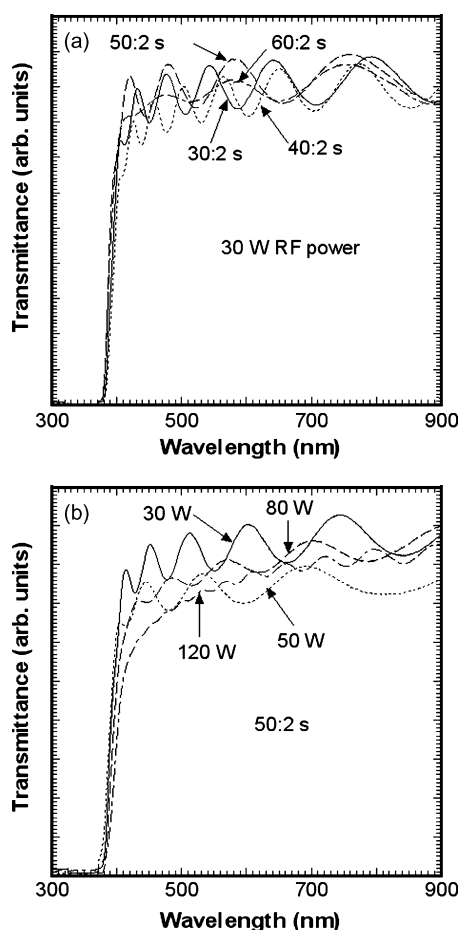 (a)
50:2 s
60:2 s
30:2 s
40:2 s
30 W RF power
Transmittance (arb. units)
300
500
700
900
Wavelength (nm)
(b)
30 W
80 W
120 W
50 W
50:2 s
Transmittance (arb. units)
300
500
700
900
Wavelength (nm)